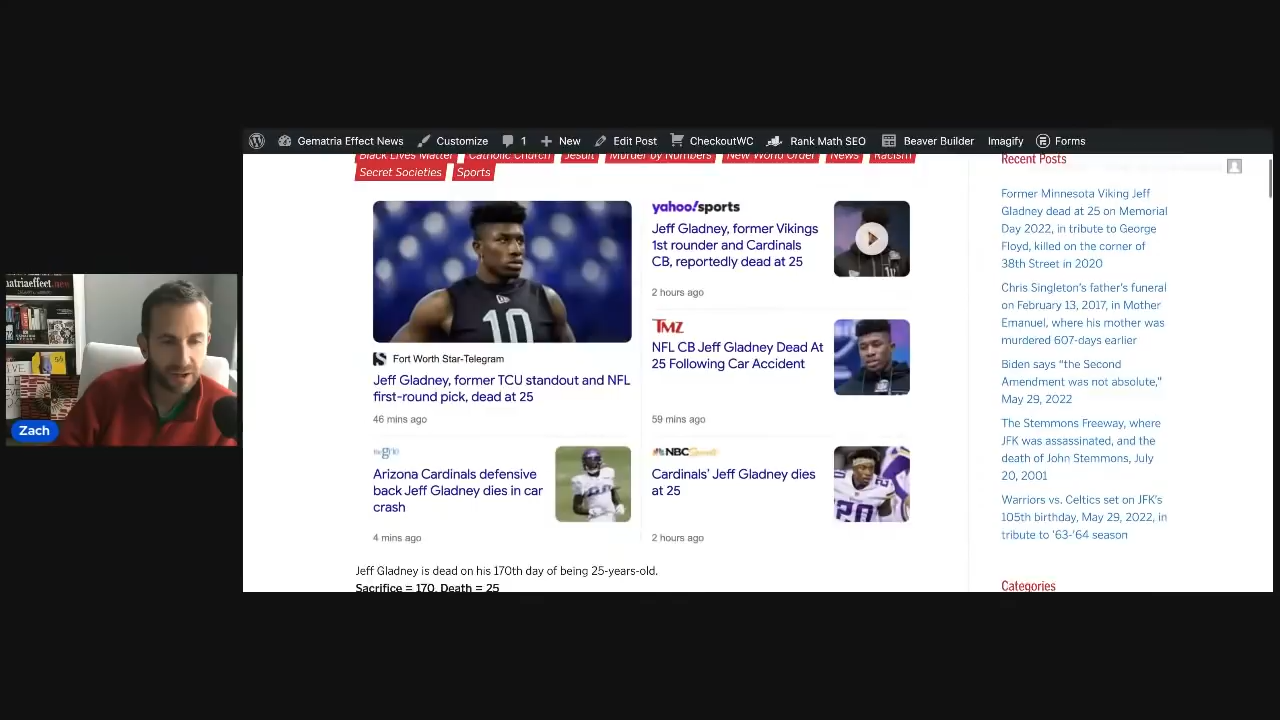 Gematria Effect News Customize 1 New Edit Post CheckoutWC Rank Math SEO Beaver Builder Imagify Forms
Black Lives Matter Catholic Church Jesuit Murder by Numbers New World Order News Racism
Secret Societies Sports
yahoo!sports
Jeff Gladney, former Vikings
1st rounder and Cardinals
CB, reportedly dead at 25
2 hours ago
10
Fort Worth Star-Telegram
Jeff Gladney, former TCU standout and NFL
first-round pick, dead at 25
46 mins ago
TMZ
NFL CB Jeff Gladney Dead At
25 Following Car Accident
59 mins ago
Arizona Cardinals defensive
back Jeff Gladney dies in car
crash
4 mins ago
NBC
Cardinals' Jeff Gladney dies
at 25
20
2 hours ago
Jeff Gladney is dead on his 170th day of being 25-years-old.
Sacrifice = 170, Death = 25
Recent Posts
Former Minnesota Viking Jeff
Gladney dead at 25 on Memorial
Day 2022, in tribute to George
Floyd, killed on the corner of
38th Street in 2020
Chris Singleton's father's funeral
on February 13, 2017, in Mother
Emanuel, where his mother was
murdered 607-days earlier
Biden says "the Second
Amendment was not absolute,"
May 29, 2022
The Stemmons Freeway, where
JFK was assassinated, and the
death of John Stemmons, July
20, 2001
Warriors vs. Celtics set on JFK's
105th birthday, May 29, 2022, in
tribute to '63-'64 season
Categories
Zach